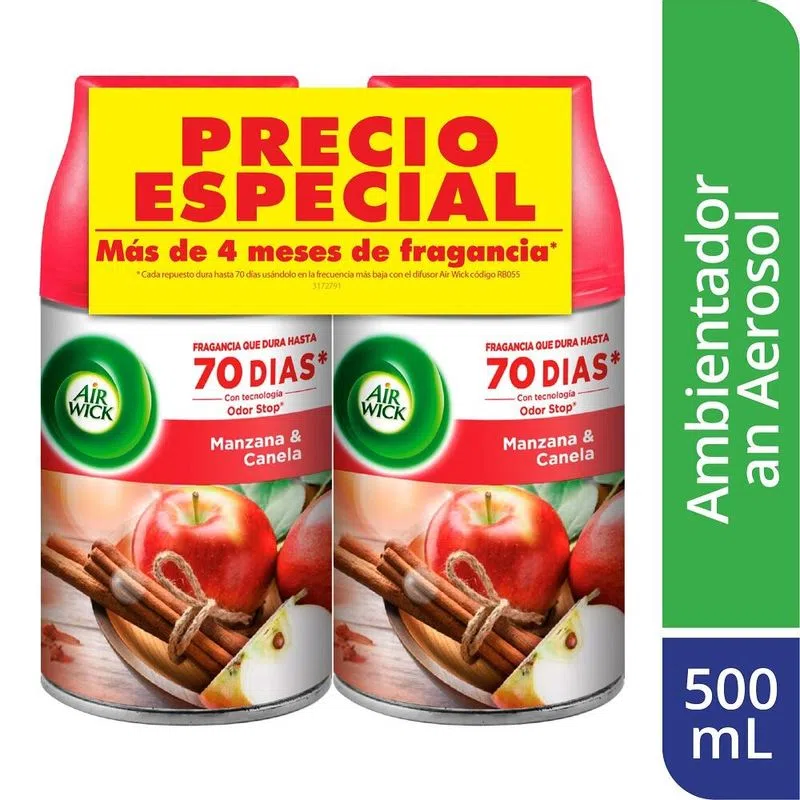 PRECIO
ESPECIAL
Más de 4 meses de fragancia*
* Cada repuesto dura hasta 70 días usándolo en la frecuencia más baja con el difusor Air Wick código RB055
3172791
FRAGANCIA QUE DURA HASTA
70 DIAS*
Con tecnología
Odor Stop*
AIR
WICK
Manzana &
Canela
FRAGANCIA QUE DURA HASTA
70 DIAS*
Con tecnología
Odor Stop*
AIR
WICK
Manzana &
Canela
Ambientador
an Aerosol
500
mL